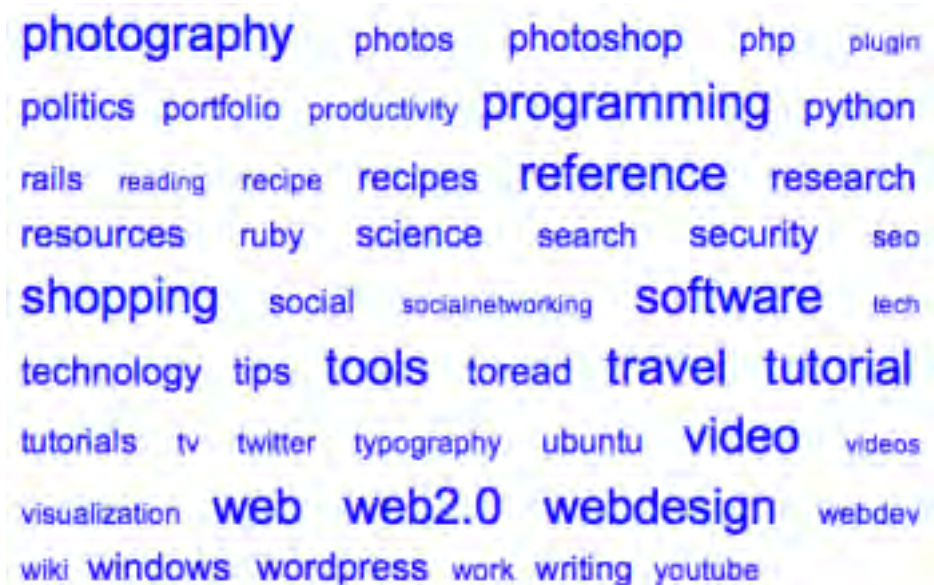 photography photos photoshop php plugin
politics portfolio productivity programming python
rails reading recipe recipes reference research
resources ruby science search security seo
shopping social socialnetworking software tech
technology tips tools toread travel tutorial
tutorials tv twitter typography ubuntu video videos
visualization web web2.0 webdesign webdev
wiki windows wordpress work writing youtube